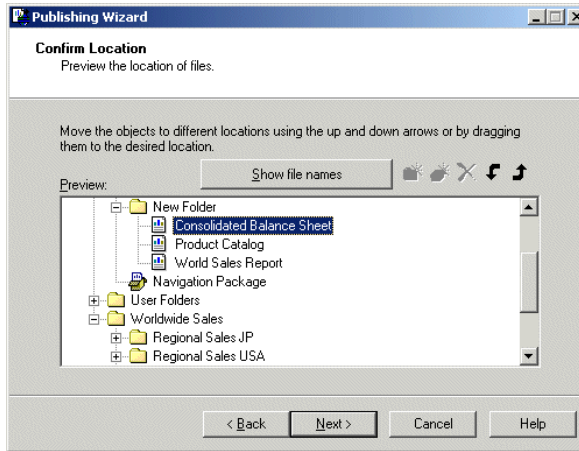 Publishing Wizard
Confirm Location
Preview the location of files.
Move the objects to different locations using the up and down arrows or by dragging
them to the desired location.
Show file names
Preview:
New Folder
Consolidated Balance Sheet
Product Catalog
World Sales Report
Navigation Package
User Folders
Worldwide Sales
Regional Sales JP
Regional Sales USA
< Back
Next >
Cancel
Help